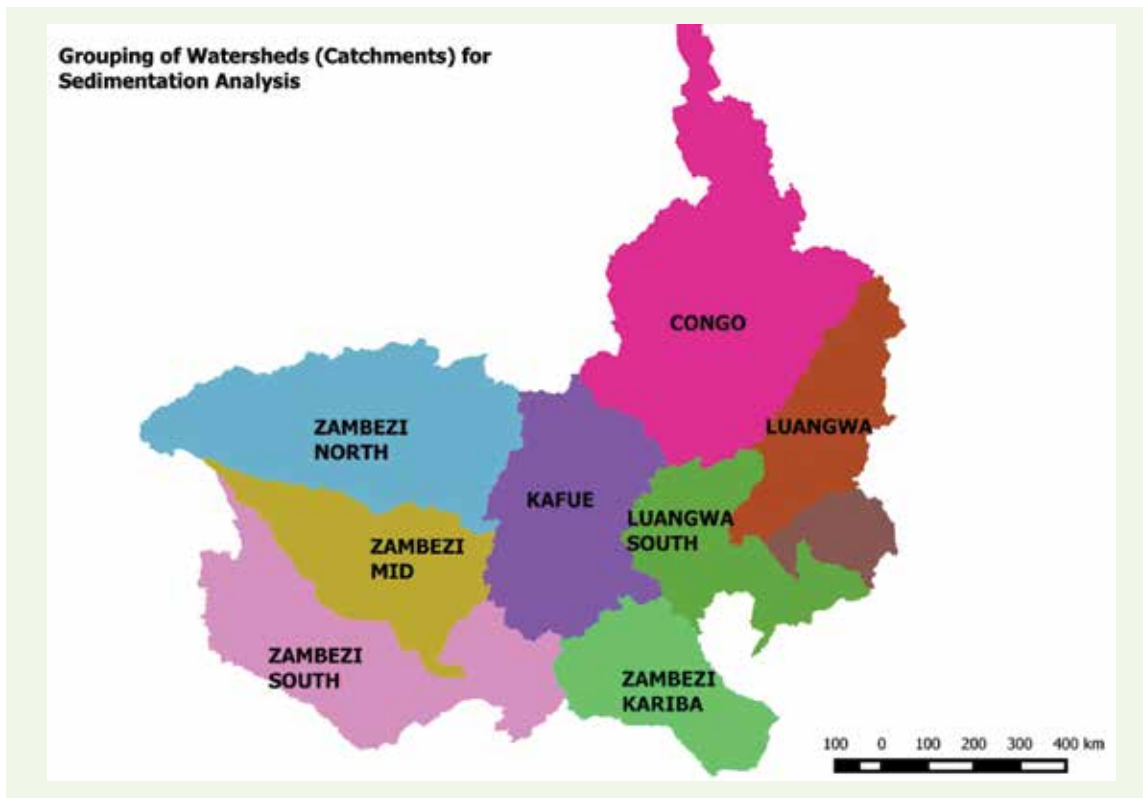 Grouping of Watersheds (Catchments) for
Sedimentation Analysis
CONGO
ZAMBEZI
NORTH
LUANGWA
KAFUE
LUANGWA
SOUTH
ZAMBEZI
MID
ZAMBEZI
SOUTH
ZAMBEZI
KARIBA
100 0 100 200 300 400 km